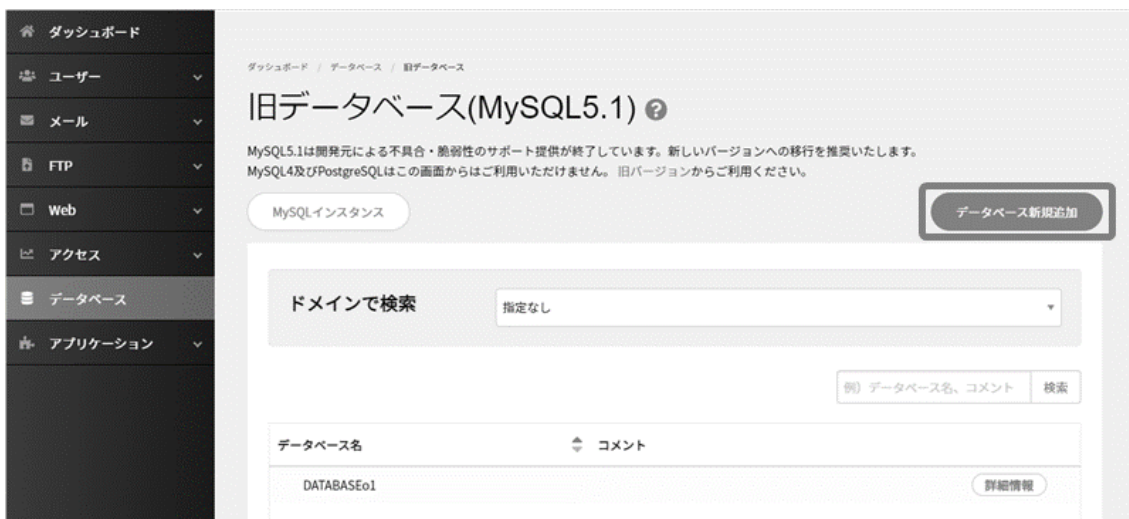 ダッシュボード
ユーザー
メール
FTP
Web
アクセス
データベース
アプリケーション
ダッシュボード / データベース / 旧データベース
旧データベース(MySQL5.1) ?
MySQL5.1は開発元による不具合・脆弱性のサポート提供が終了しています。新しいバージョンへの移行を推奨いたします。
MySQL4及びPostgreSQLはこの画面からはご利用いただけません。旧バージョンからご利用ください。
MySQLインスタンス
データベース新規追加
ドメインで検索
指定なし
例）データベース名、コメント 検索
データベース名 コメント
DATABASEo1 詳細情報